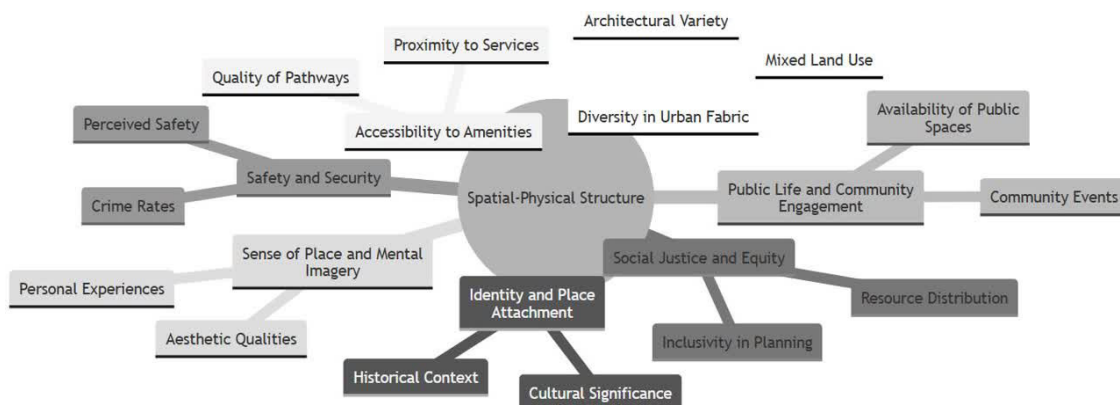 Architectural Variety
Proximity to Services
Mixed Land Use
Quality of Pathways
Availability of Public
Spaces
Diversity in Urban Fabric
Perceived Safety
Accessibility to Amenities
Safety and Security
Spatial-Physical Structure
Public Life and Community
Engagement
Community Events
Crime Rates
Sense of Place and Mental
Imagery
Social Justice and Equity
Personal Experiences
Identity and Place
Attachment
Resource Distribution
Aesthetic Qualities
Inclusivity in Planning
Historical Context
Cultural Significance